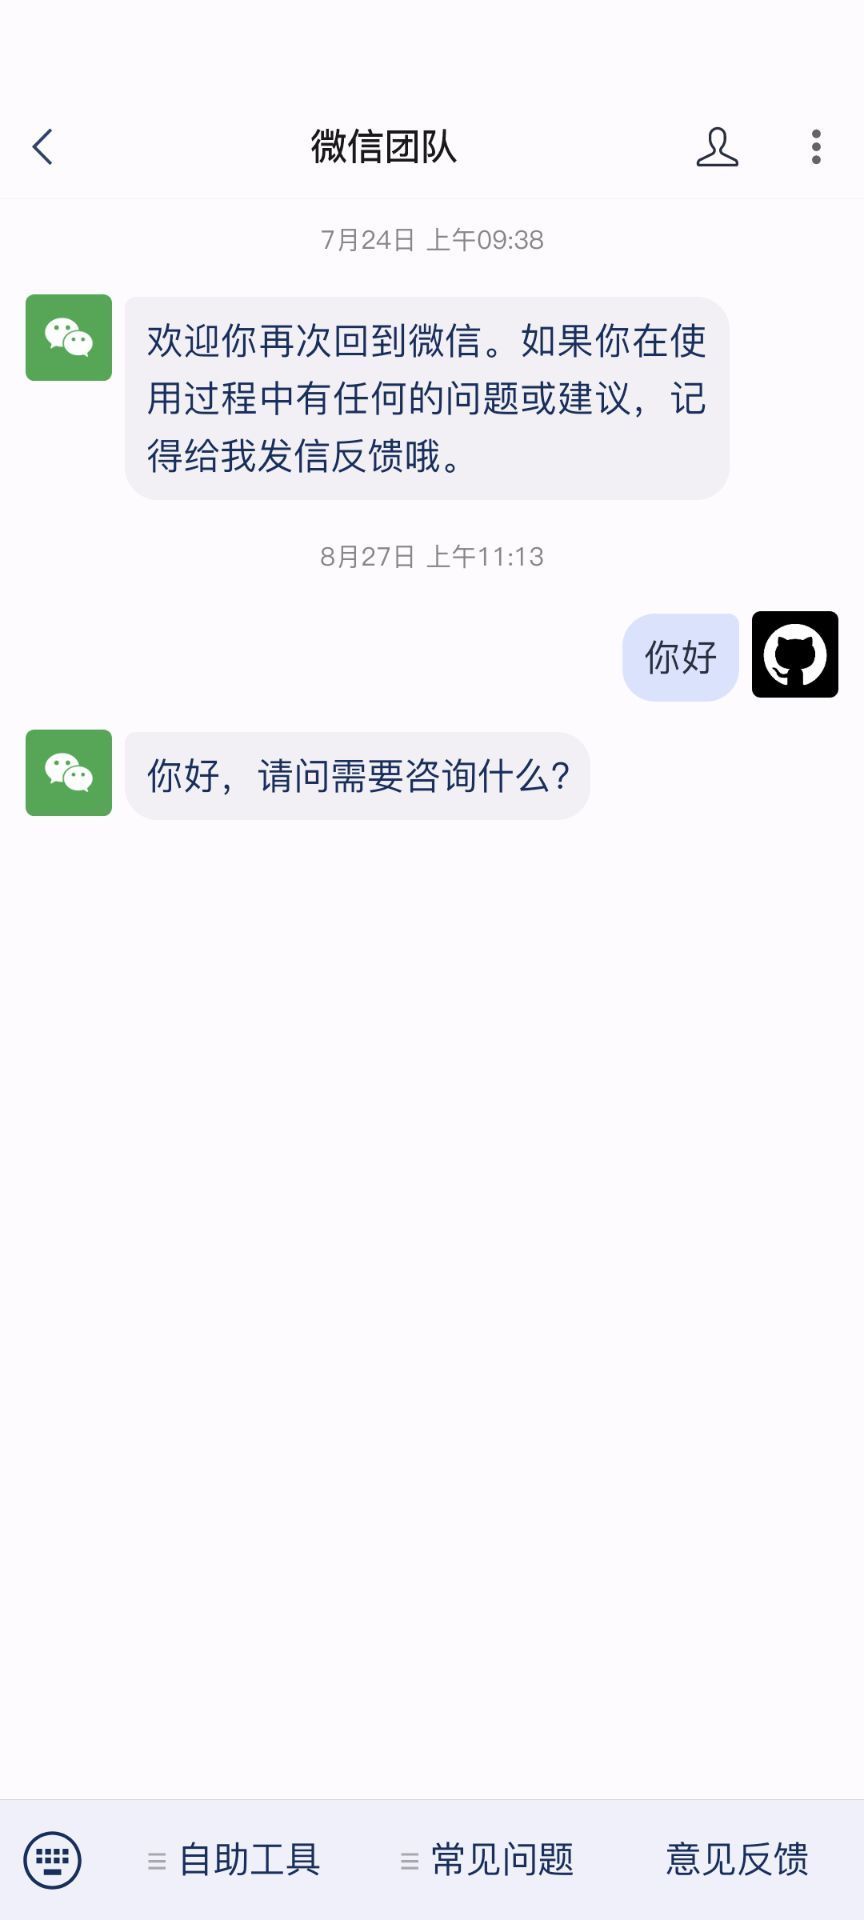 微信团队
7月24日 上午09:38
欢迎你再次回到微信。如果你在使
用过程中有任何的问题或建议，记
得给我发信反馈哦。
8月27日 上午11:13
你好
你好，请问需要咨询什么?
自助工具
常见问题
意见反馈